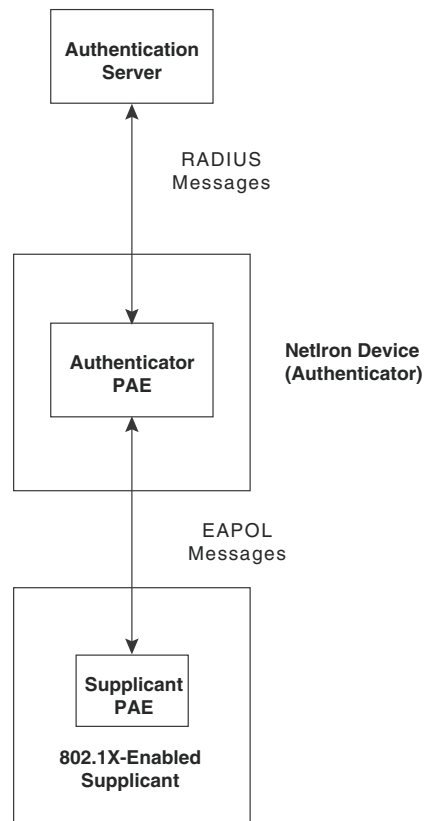 Authentication
Server
RADIUS
Messages
Authenticator
PAE
NetIron Device
(Authenticator)
EAPOL
Messages
Supplicant
PAE
802.1X-Enabled
Supplicant